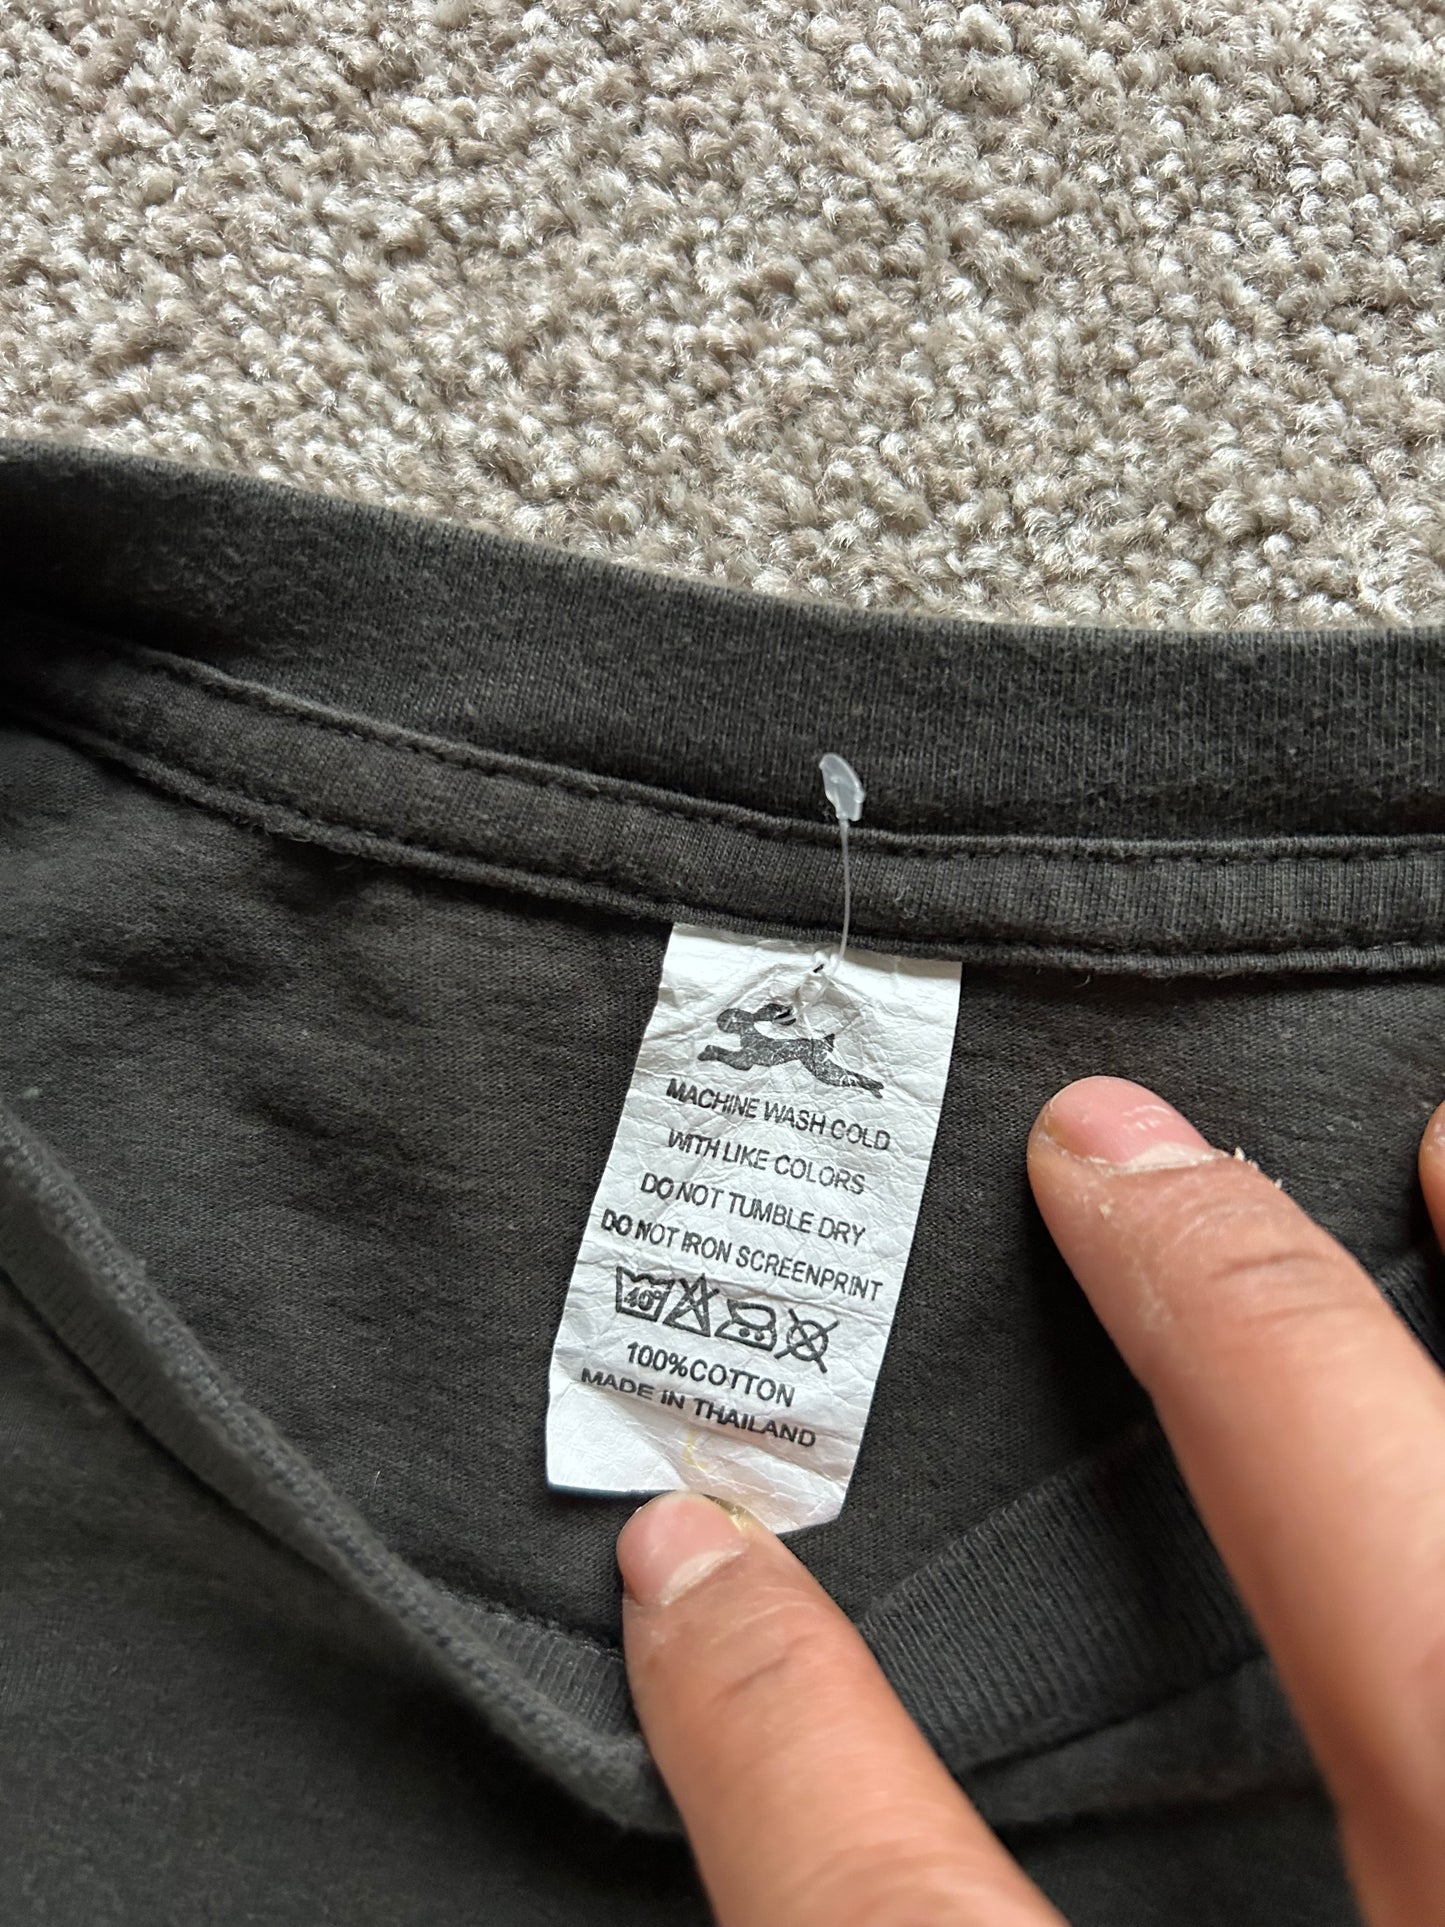 MACHINE WASH COLD
WITH LIKE COLORS
DO NOT TUMBLE DRY
DO NOT IRON SCREENPRINT
40°
100%COTTON
MADE IN THAILAND